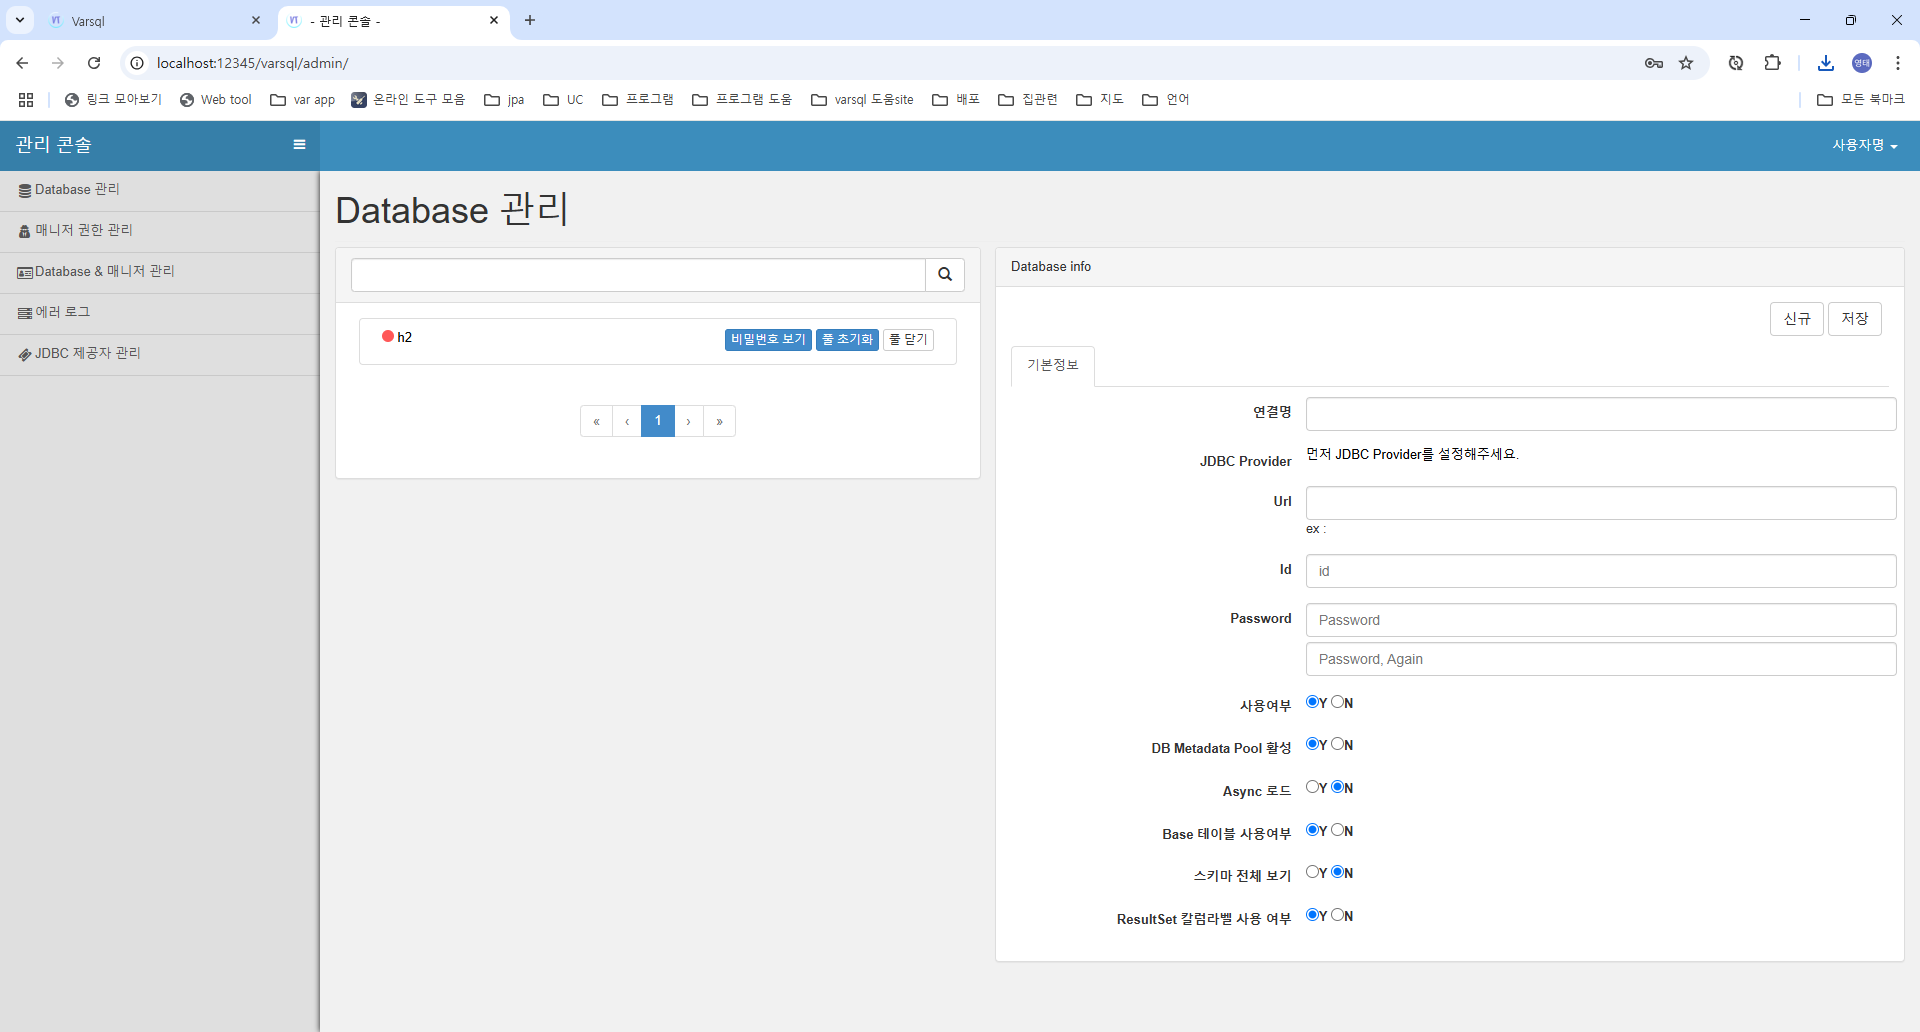 Varsql
- 관리 콘솔 -
localhost:12345/varsql/admin/
영태
링크 모아보기
Web tool
var app
온라인 도구 모음
jpa
UC
프로그램
프로그램 도움
varsql 도움site
배포
집관련
지도
언어
모든 북마크
관리 콘솔
사용자명
Database 관리
매니저 권한 관리
Database & 매니저 관리
에러 로그
JDBC 제공자 관리
Database 관리
h2
비밀번호 보기
풀 초기화
풀 닫기
« ‹ 1 › »
Database info
신규
저장
기본정보
연결명
JDBC Provider
먼저 JDBC Provider를 설정해주세요.
Url
ex :
Id
id
Password
Password
Password, Again
사용여부
Y N
DB Metadata Pool 활성
Y N
Async 로드
Y N
Base 테이블 사용여부
Y N
스키마 전체 보기
Y N
ResultSet 칼럼라벨 사용 여부
Y N